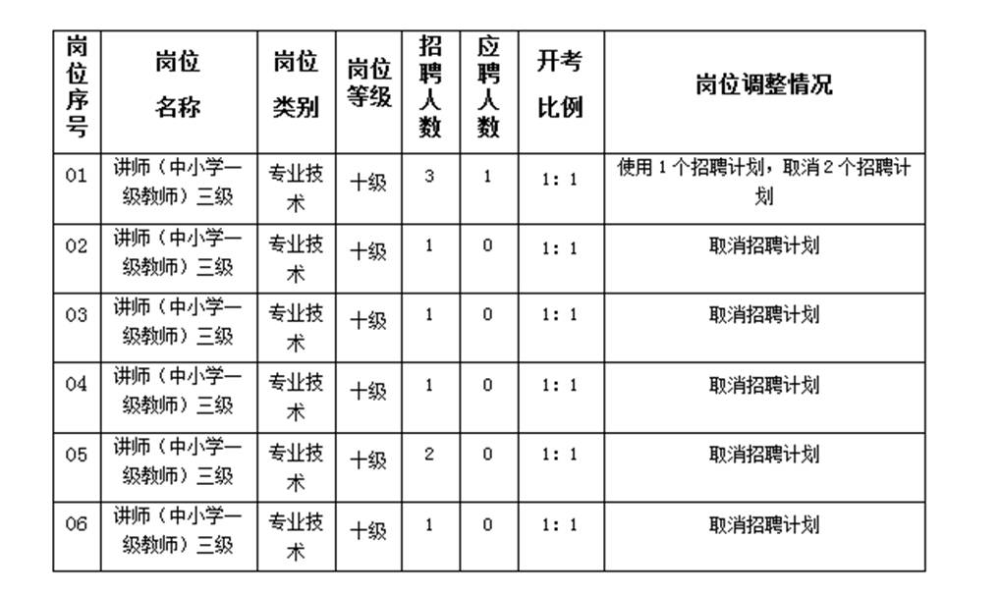 岗位序号 岗位名称 岗位类别 岗位等级 招聘人数 应聘人数 开考比例 岗位调整情况
01 讲师（中小学一级教师）三级 专业技术 十级 3 1 1：1 使用1个招聘计划，取消2个招聘计划
02 讲师（中小学一级教师）三级 专业技术 十级 1 0 1：1 取消招聘计划
03 讲师（中小学一级教师）三级 专业技术 十级 1 0 1：1 取消招聘计划
04 讲师（中小学一级教师）三级 专业技术 十级 1 0 1：1 取消招聘计划
05 讲师（中小学一级教师）三级 专业技术 十级 2 0 1：1 取消招聘计划
06 讲师（中小学一级教师）三级 专业技术 十级 1 0 1：1 取消招聘计划